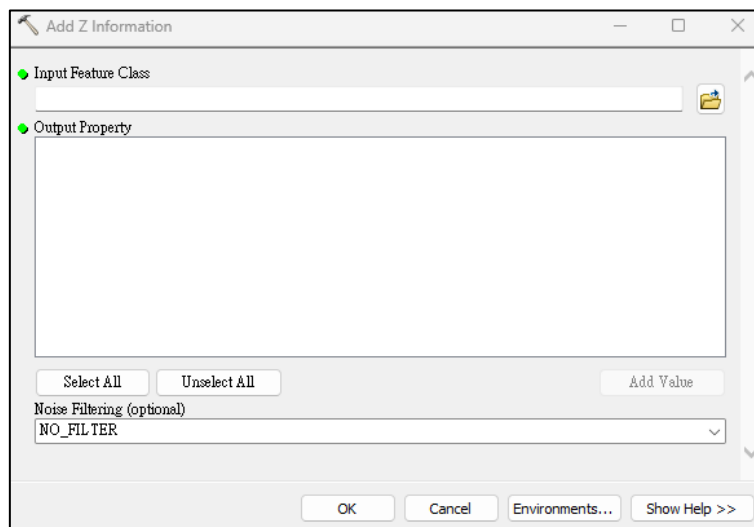 Add Z Information
Input Feature Class
Output Property
Select All Unselect All Add Value
Noise Filtering (optional)
NO_FILTER
OK Cancel Environments... Show Help >>